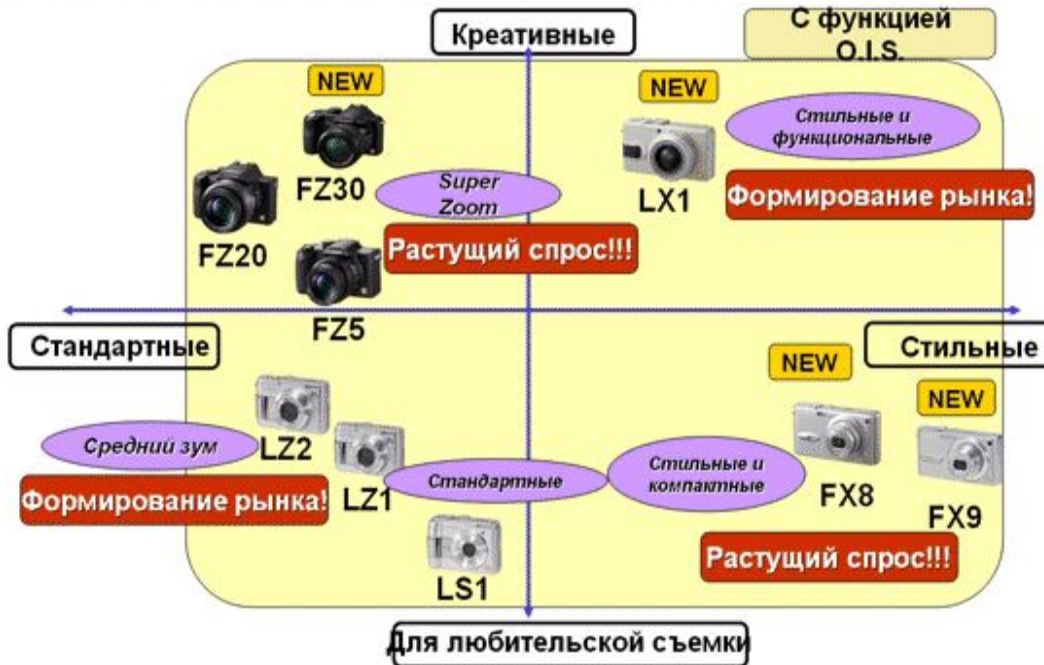 Креативные
С функцией
O.I.S.
NEW
NEW
Стильные и
функциональные
FZ30
Super
Zoom
LX1
Формирование рынка!
FZ20
Растущий спрос!!!
FZ5
Стандартные
Стильные
NEW
NEW
Средний зум
LZ2
Стандартные
Стильные и
компактные
Формирование рынка!
LZ1
FX8
FX9
Растущий спрос!!!
LS1
Для любительской съемки